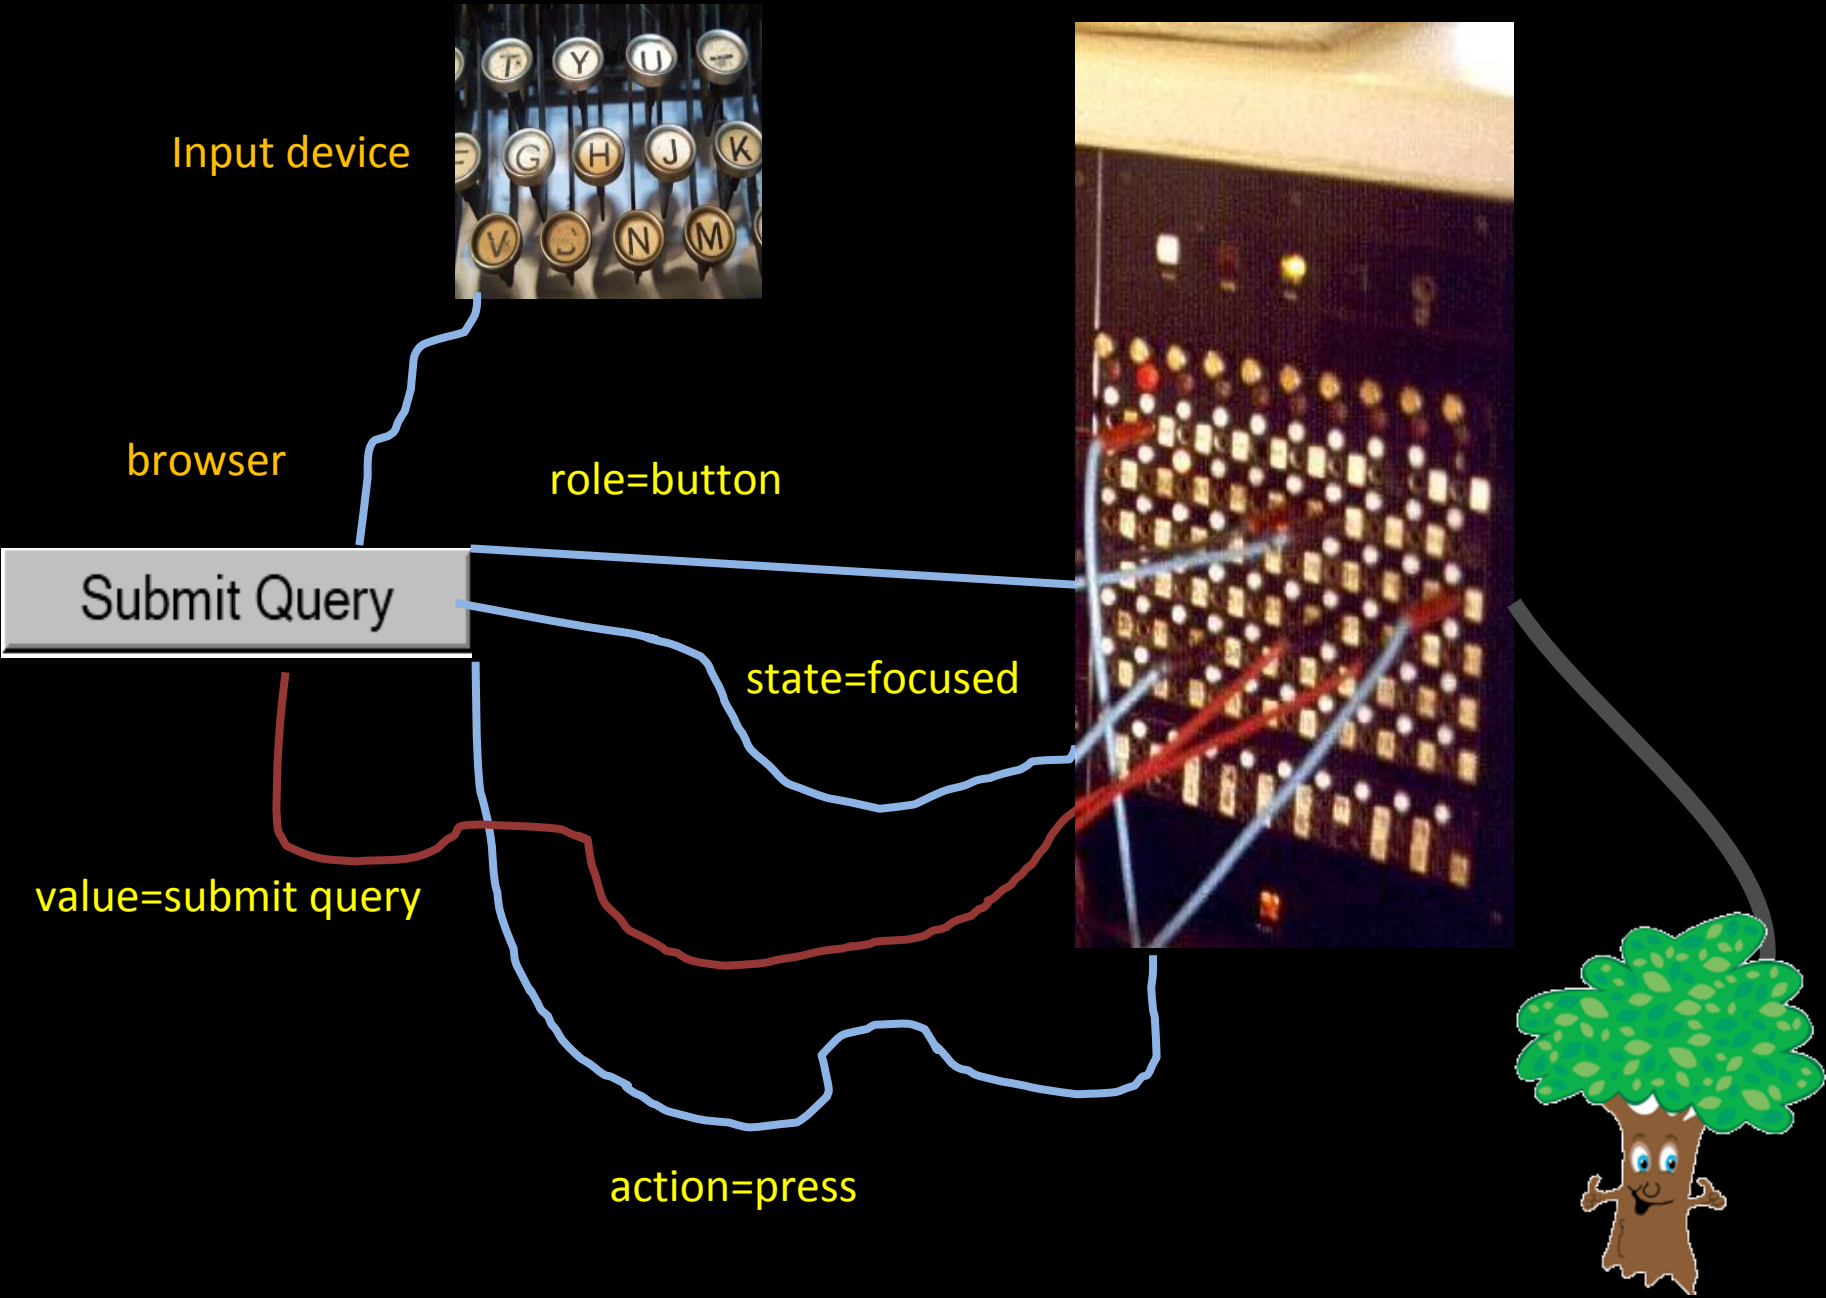 T Y U
Input device
G H J K
V N M
browser
role=button
Submit Query
state=focused
value=submit query
action=press